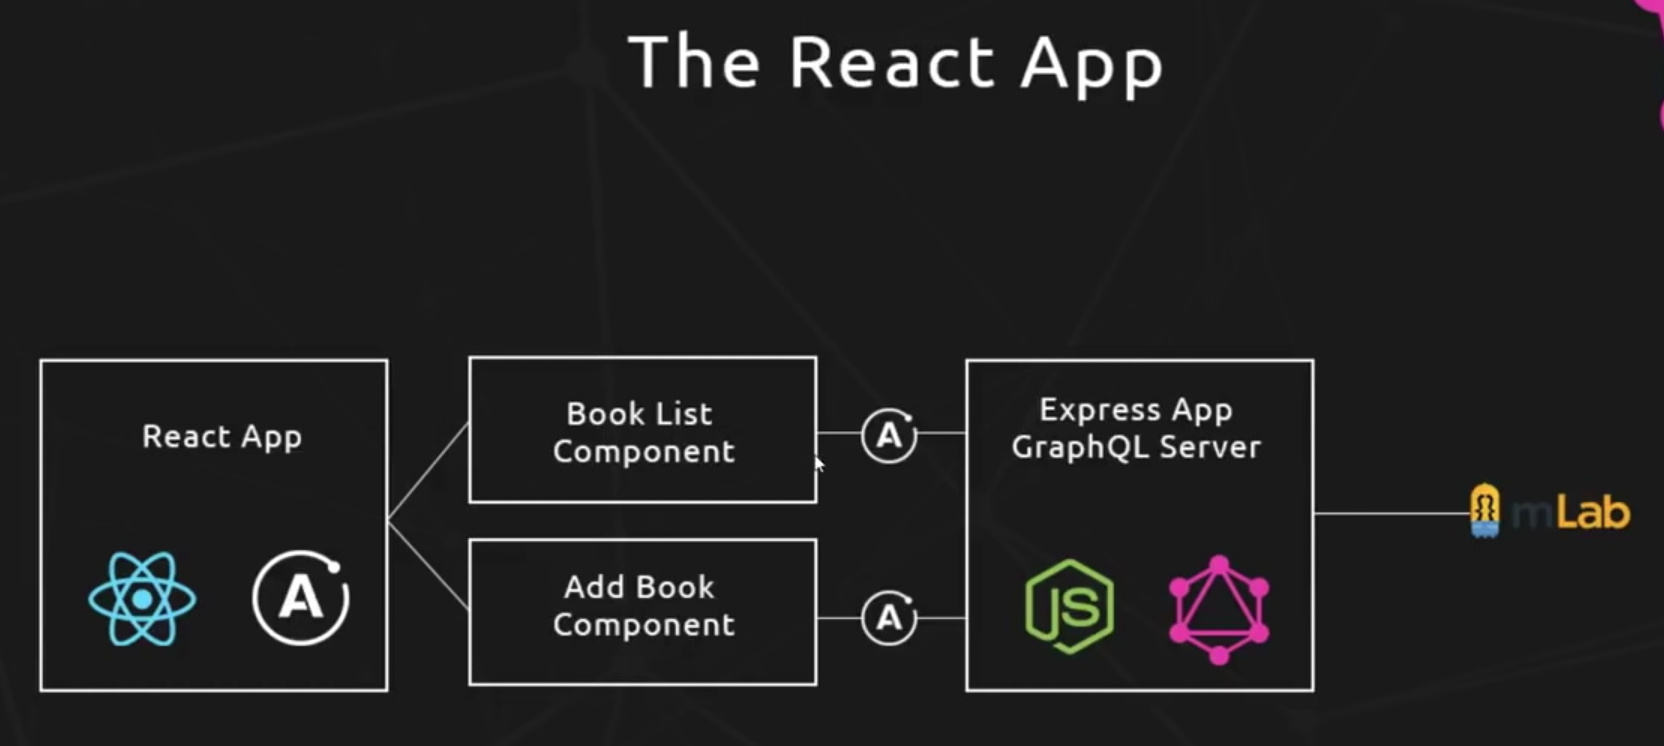 The React App
React App
A
Book List
Component
A
Add Book
Component
A
Express App
GraphQL Server
JS
mLab